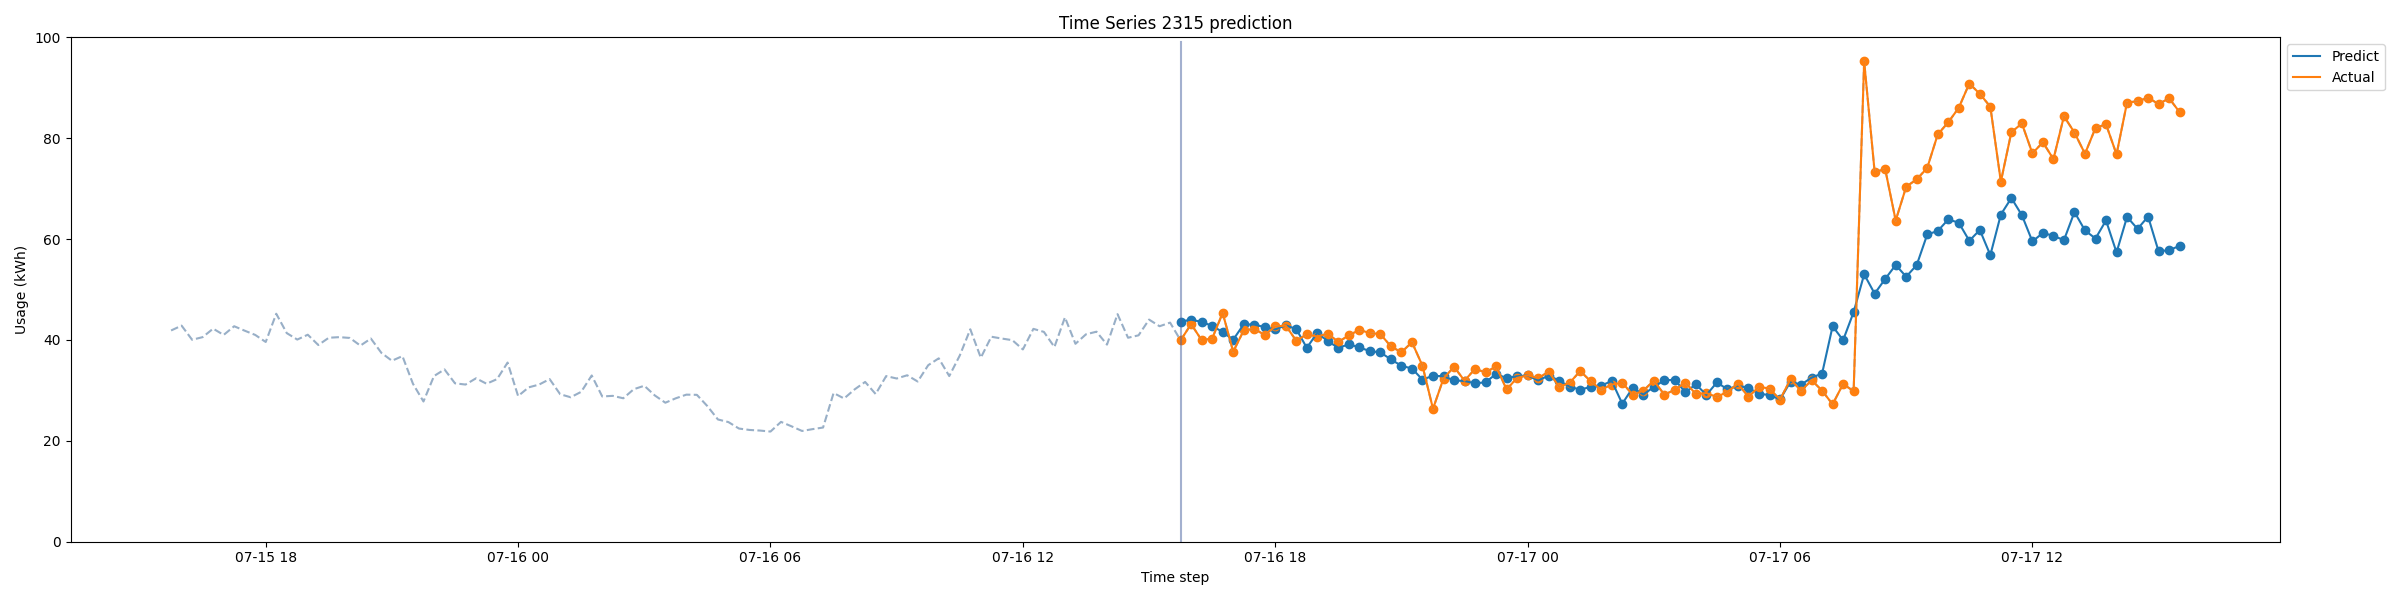 Time Series 2315 prediction
100
80
60
40
20
0
Usage (kWh)
07-15 18
07-16 00
07-16 06
07-16 12
07-16 18
07-17 00
07-17 06
07-17 12
Time step
Predict
Actual